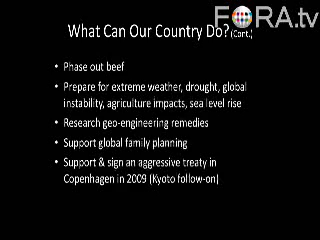 FORA.tv
What Can Our Country Do? (Cont.)
• Phase out beef
• Prepare for extreme weather, drought, global
instability, agriculture impacts, sea level rise
• Research geo-engineering remedies
• Support global family planning
• Support & sign an aggressive treaty in
Copenhagen in 2009 (Kyoto follow-on)